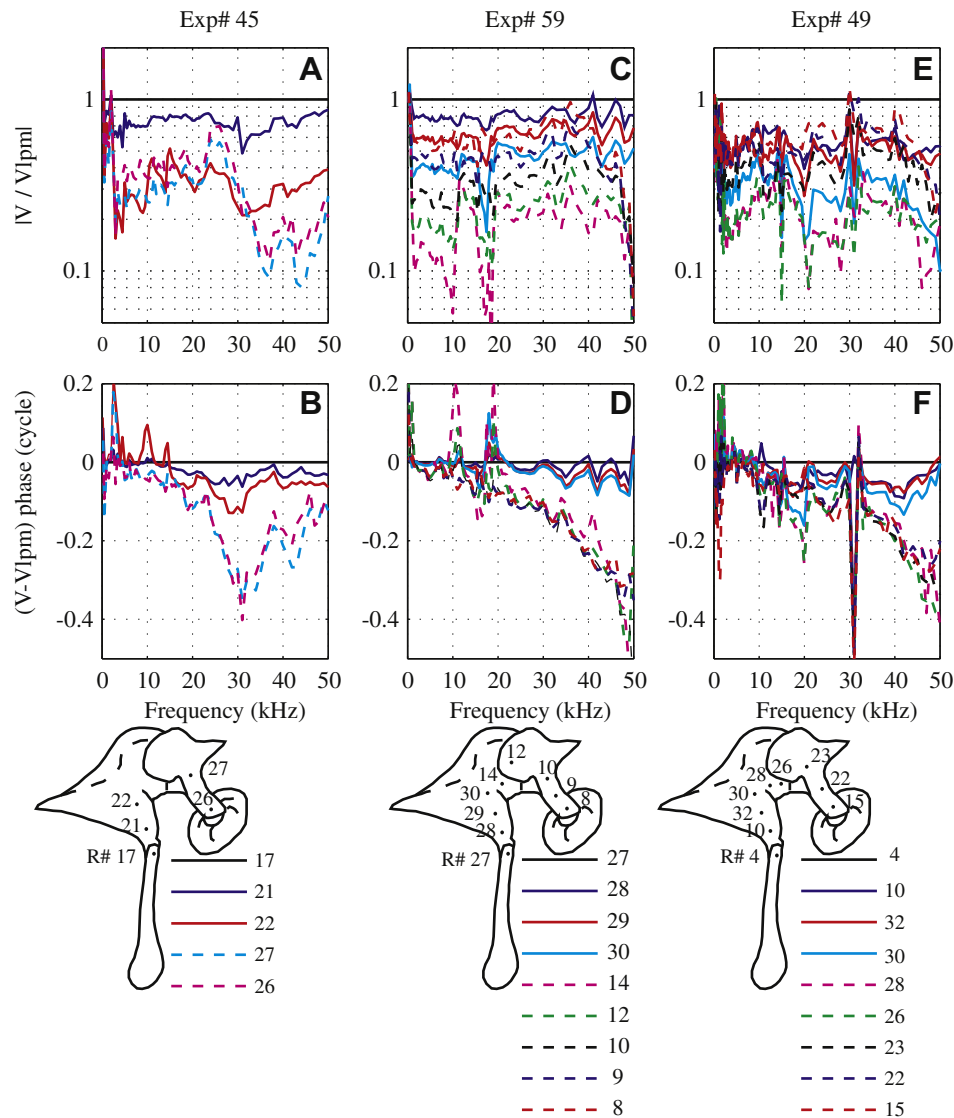 Exp# 45
Exp# 59
Exp# 49
A
C
E
|V / Vlpm|
1
0.1
0 10 20 30 40 50
1
0.1
0 10 20 30 40 50
1
0.1
0 10 20 30 40 50
B
D
F
(V-Vlpm) phase (cycle)
0.2
0
-0.2
-0.4
0 10 20 30 40 50
0.2
0
-0.2
-0.4
0 10 20 30 40 50
0.2
0
-0.2
-0.4
0 10 20 30 40 50
Frequency (kHz)
Frequency (kHz)
Frequency (kHz)
27
22
26
21
R# 17
17
21
22
27
26
12
14
10
30
9
8
29
28
R# 27
27
28
29
30
14
12
10
9
8
23
26
28
22
30
15
32
10
R# 4
4
10
32
30
28
26
23
22
15